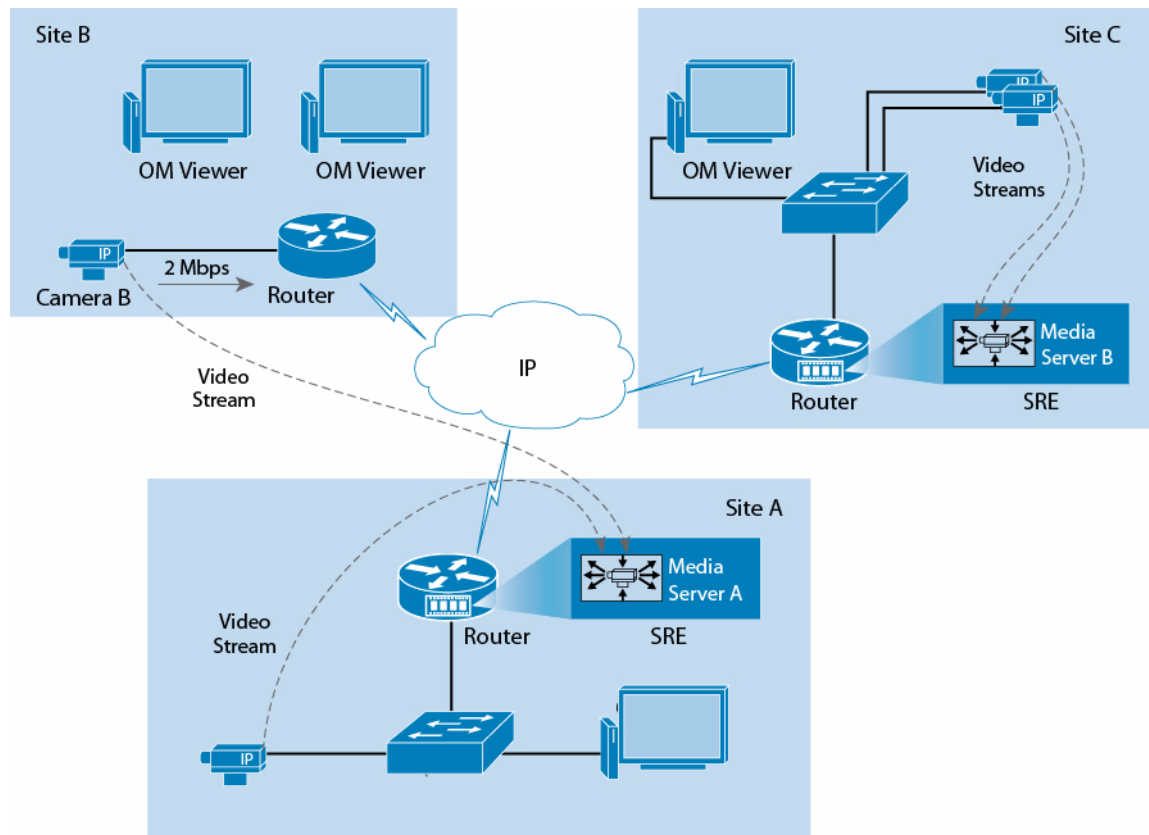 Site B
OM Viewer
OM Viewer
IP
2 Mbps
Camera B
Router
Video
Stream
IP
Site C
IP
IP
OM Viewer
Video
Streams
Media
Server B
Router
SRE
Site A
Media
Server A
Router
SRE
Video
Stream
IP